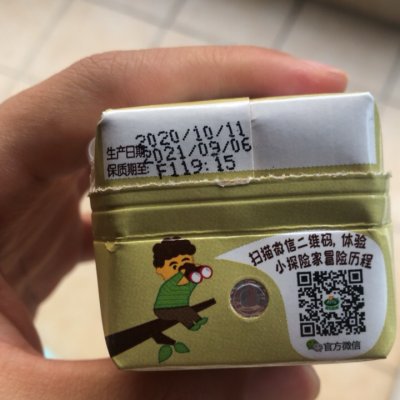 2020/10/11
生产日期:
2021/09/06
保质期至:
F119:15
扫描微信二维码, 体验
小探险家冒险历程
官方微信